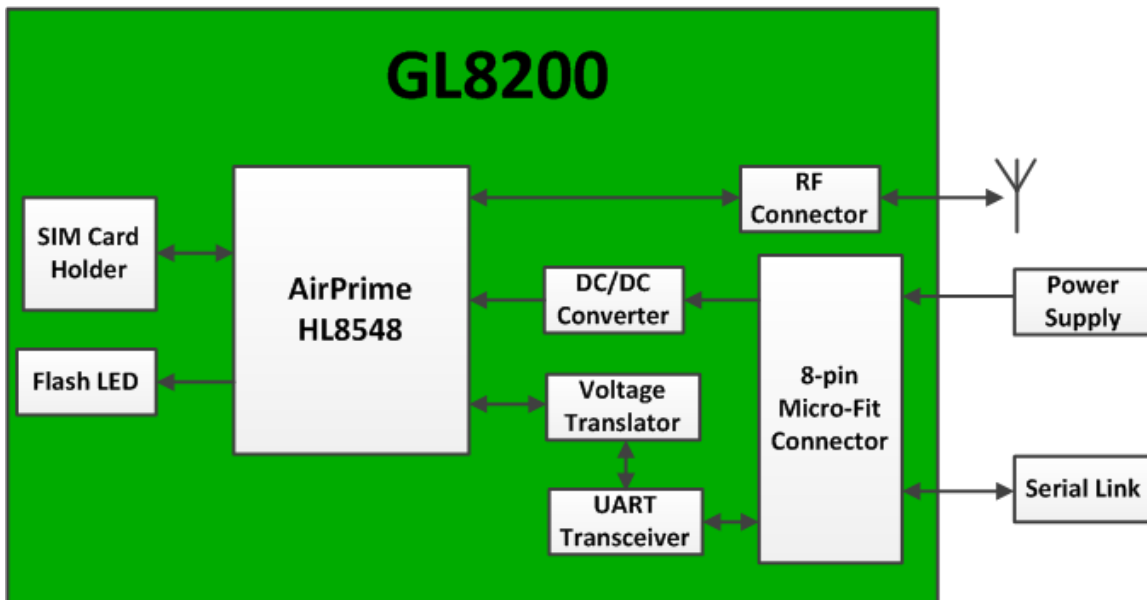 GL8200
SIM Card
Holder
Flash LED
AirPrime
HL8548
RF
Connector
DC/DC
Converter
Voltage
Translator
UART
Transceiver
8-pin
Micro-Fit
Connector
Power
Supply
Serial Link